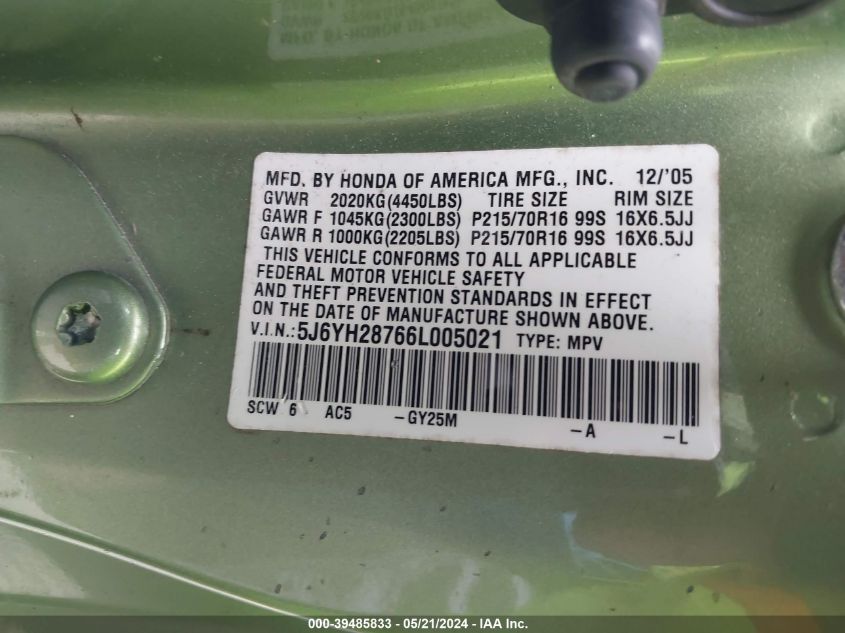 MFD. BY HONDA OF AMERICA MFG., INC. 12/'05
GVWR 2020KG(4450LBS) TIRE SIZE RIM SIZE
GAWR F 1045KG(2300LBS) P215/70R16 99S 16X6.5JJ
GAWR R 1000KG(2205LBS) P215/70R16 99S 16X6.5JJ
THIS VEHICLE CONFORMS TO ALL APPLICABLE
FEDERAL MOTOR VEHICLE SAFETY
AND THEFT PREVENTION STANDARDS IN EFFECT
ON THE DATE OF MANUFACTURE SHOWN ABOVE.
V.I.N.:5J6YH28766L005021 TYPE: MPV
SCW 6 AC5 -GY25M -A -L
000-39485833 - 05/21/2024 - IAA Inc.